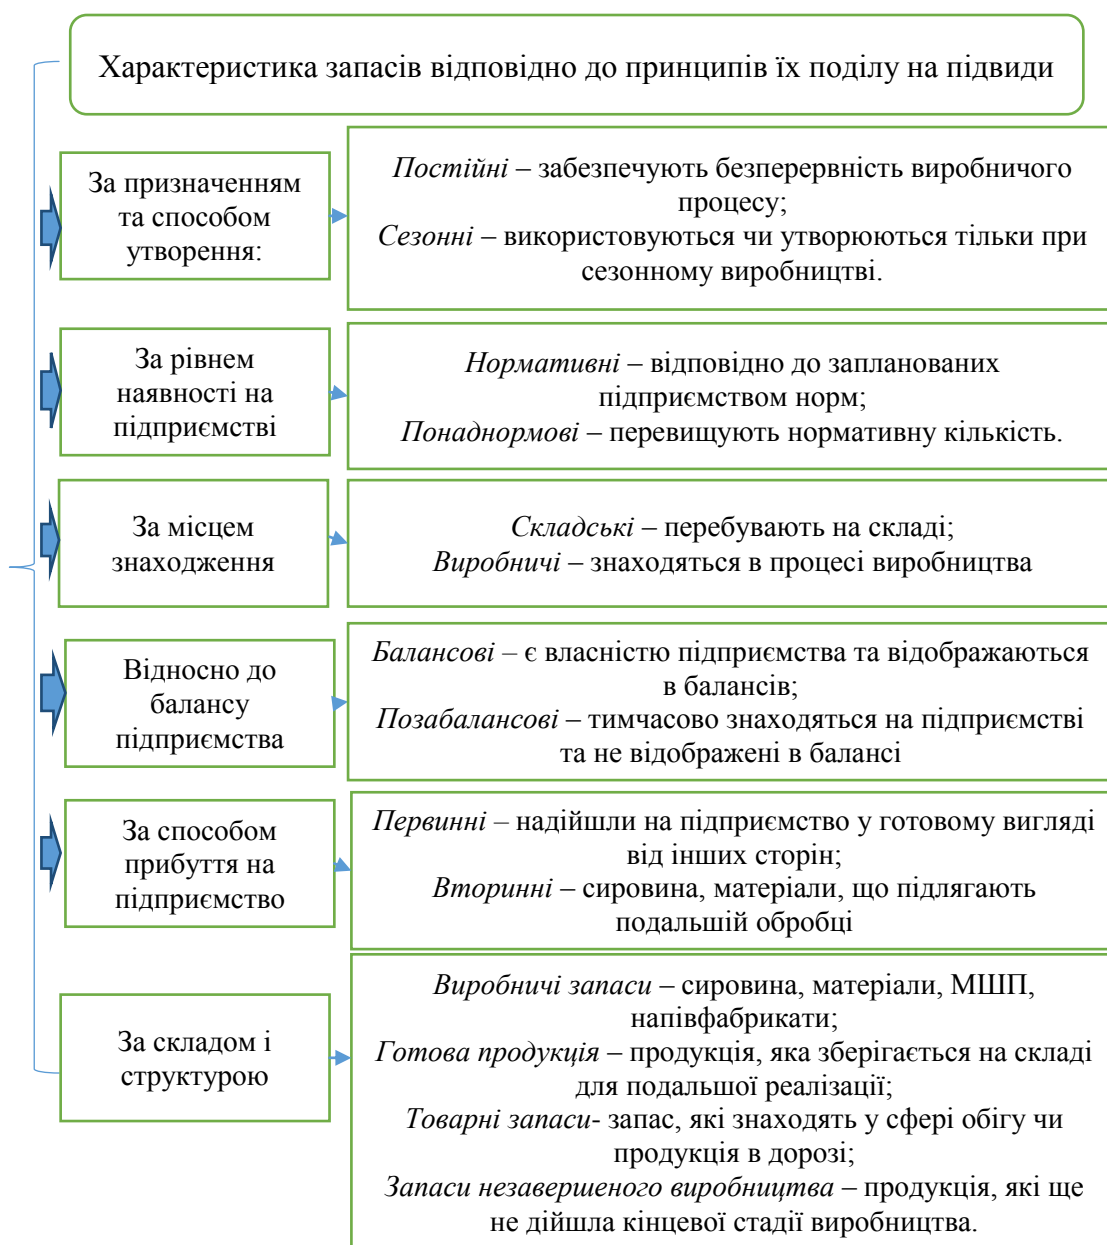 Характеристика запасів відповідно до принципів їх поділу на підвиди
За призначенням
та способом
утворення:
Постійні – забезпечують безперервність виробничого
процесу;
Сезонні – використовуються чи утворюються тільки при
сезонному виробництві.
За рівнем
наявності на
підприємстві
Нормативні – відповідно до запланованих
підприємством норм;
Понаднормові – перевищують нормативну кількість.
За місцем
знаходження
Складські – перебувають на складі;
Виробничі – знаходяться в процесі виробництва
Відносно до
балансу
підприємства
Балансові – є власністю підприємства та відображаються
в балансів;
Позабалансові – тимчасово знаходяться на підприємстві
та не відображені в балансі
За способом
прибуття на
підприємство
Первинні – надійшли на підприємство у готовому вигляді
від інших сторін;
Вторинні – сировина, матеріали, що підлягають
подальшій обробці
За складом і
структурою
Виробничі запаси – сировина, матеріали, МШП,
напівфабрикати;
Готова продукція – продукція, яка зберігається на складі
для подальшої реалізації;
Товарні запаси- запас, які знаходять у сфері обігу чи
продукція в дорозі;
Запаси незавершеного виробництва – продукція, які ще
не дійшла кінцевої стадії виробництва.